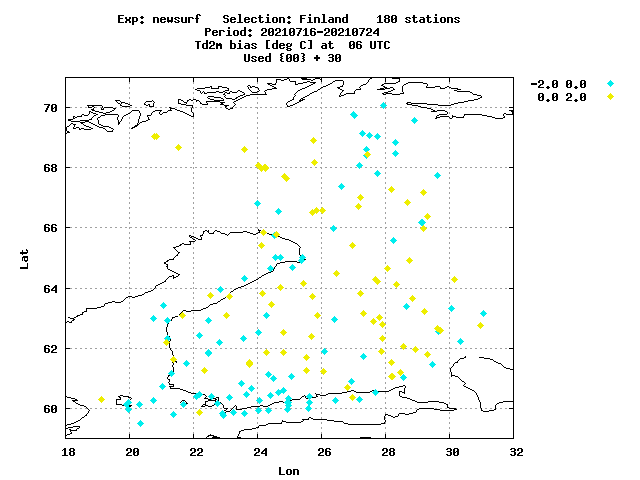 Exp: newsurf   Selection: Finland    180 stations
Period: 20210716-20210724
Td2m bias [deg C] at  06 UTC
Used {00} + 30
-2.0 0.0
0.0 2.0
70
68
66
64
62
60
Lat
18 20 22 24 26 28 30 32
Lon